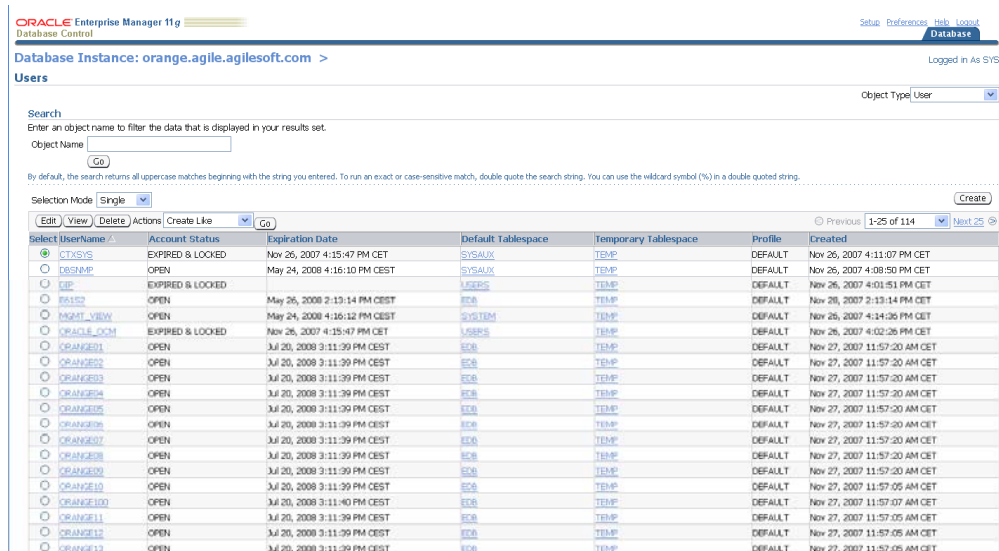 ORACLE Enterprise Manager 11g
Database Control
Setup Preferences Help Logout
Database
Database Instance: orange.agile.agilesoft.com >
Logged in As SYS
Users
Object Type User
Search
Enter an object name to filter the data that is displayed in your results set.
Object Name
Go
By default, the search returns all uppercase matches beginning with the string you entered. To run an exact or case-sensitive match, double quote the search string. You can use the wildcard symbol (%) in a double quoted string.
Selection Mode Single
Create
Edit View Delete Actions Create Like Go Previous 1-25 of 114 Next 25
Select UserName Account Status Expiration Date Default Tablespace Temporary Tablespace Profile Created
CTXSYS EXPIRED & LOCKED Nov 26, 2007 4:15:47 PM CET SYSAUX TEMP DEFAULT Nov 26, 2007 4:11:07 PM CET
DBSNMP OPEN May 24, 2008 4:16:10 PM CEST SYSAUX TEMP DEFAULT Nov 26, 2007 4:08:50 PM CET
DIP EXPIRED & LOCKED USERS TEMP DEFAULT Nov 26, 2007 4:01:51 PM CET
OPEN May 26, 2008 2:13:14 PM CEST EDB TEMP DEFAULT Nov 28, 2007 2:13:14 PM CET
MGMT_VIEW OPEN May 24, 2008 4:16:12 PM CEST SYSTEM TEMP DEFAULT Nov 26, 2007 4:14:36 PM CET
ORACLE_OCM EXPIRED & LOCKED Nov 26, 2007 4:15:47 PM CET USERS TEMP DEFAULT Nov 26, 2007 4:02:26 PM CET
ORANGE01 OPEN Jul 20, 2008 3:11:39 PM CEST EDB TEMP DEFAULT Nov 27, 2007 11:57:20 AM CET
ORANGE02 OPEN Jul 20, 2008 3:11:39 PM CEST EDB TEMP DEFAULT Nov 27, 2007 11:57:20 AM CET
ORANGE03 OPEN Jul 20, 2008 3:11:39 PM CEST EDB TEMP DEFAULT Nov 27, 2007 11:57:20 AM CET
ORANGE04 OPEN Jul 20, 2008 3:11:39 PM CEST EDB TEMP DEFAULT Nov 27, 2007 11:57:20 AM CET
ORANGE05 OPEN Jul 20, 2008 3:11:39 PM CEST EDB TEMP DEFAULT Nov 27, 2007 11:57:20 AM CET
ORANGE06 OPEN Jul 20, 2008 3:11:39 PM CEST EDB TEMP DEFAULT Nov 27, 2007 11:57:20 AM CET
ORANGE07 OPEN Jul 20, 2008 3:11:39 PM CEST EDB TEMP DEFAULT Nov 27, 2007 11:57:20 AM CET
ORANGE08 OPEN Jul 20, 2008 3:11:39 PM CEST EDB TEMP DEFAULT Nov 27, 2007 11:57:20 AM CET
ORANGE09 OPEN Jul 20, 2008 3:11:39 PM CEST EDB TEMP DEFAULT Nov 27, 2007 11:57:20 AM CET
ORANGE10 OPEN Jul 20, 2008 3:11:39 PM CEST EDB TEMP DEFAULT Nov 27, 2007 11:57:05 AM CET
ORANGE100 OPEN Jul 20, 2008 3:11:40 PM CEST EDB TEMP DEFAULT Nov 27, 2007 11:57:07 AM CET
ORANGE11 OPEN Jul 20, 2008 3:11:39 PM CEST EDB TEMP DEFAULT Nov 27, 2007 11:57:05 AM CET
ORANGE12 OPEN Jul 20, 2008 3:11:39 PM CEST EDB TEMP DEFAULT Nov 27, 2007 11:57:05 AM CET
ORANGE13 OPEN Jul 20, 2008 3:11:39 PM CEST EDB TEMP DEFAULT Nov 27, 2007 11:57:05 AM CET